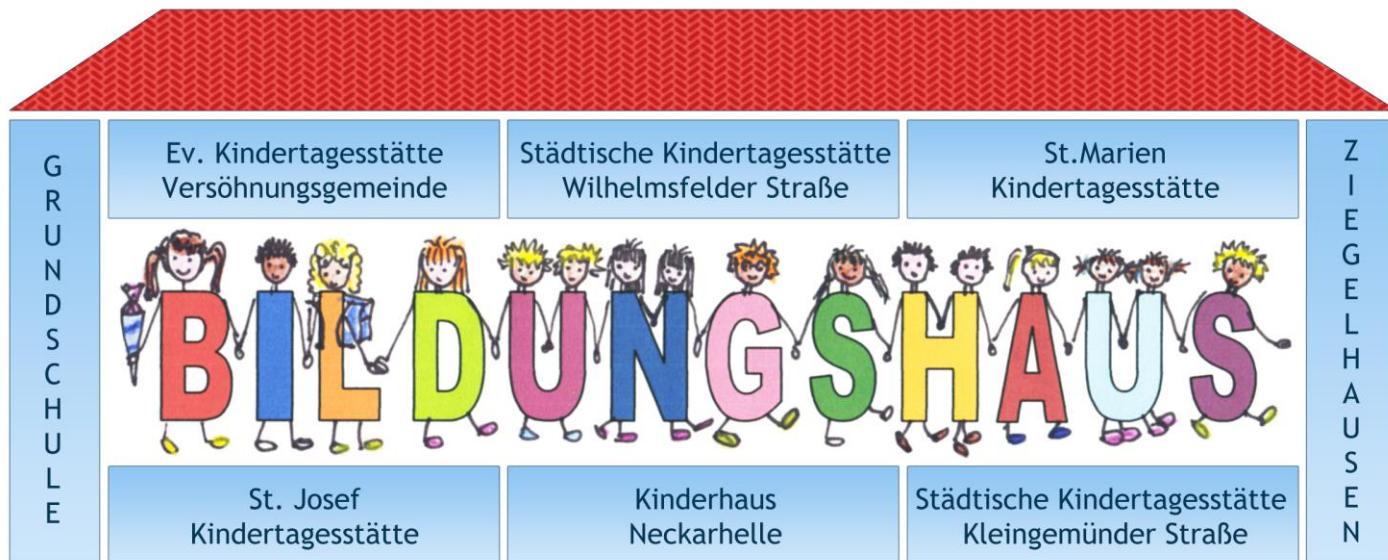 GRUNDSCHULE
Ev. Kindertagesstätte
Versöhnungsgemeinde
Städtische Kindertagesstätte
Wilhelmsfelder Straße
St.Marien
Kindertagesstätte
ZIEGELHAUSEN
BILDUNGSHAUS
St. Josef
Kindertagesstätte
Kinderhaus
Neckarhelle
Städtische Kindertagesstätte
Kleingemünder Straße